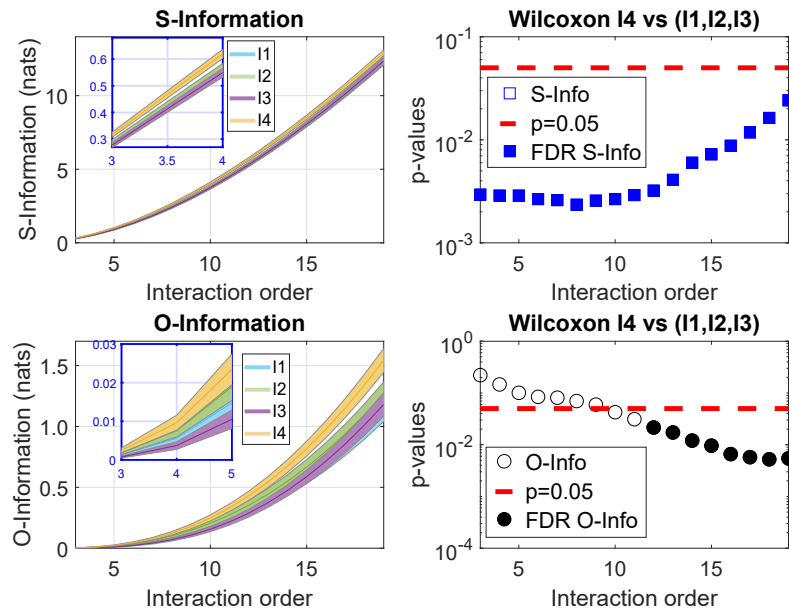 S-Information
S-Information (nats)
10
5
0
5
10
15
Interaction order
0.6
0.5
0.4
0.3
3
3.5
4
I1
I2
I3
I4
Wilcoxon I4 vs (I1,I2,I3)
p-values
10^-1
10^-2
10^-3
5
10
15
Interaction order
S-Info
p=0.05
FDR S-Info
O-Information
O-Information (nats)
1.5
1.0
0.5
0
5
10
15
Interaction order
0.03
0.02
0.01
0
3
4
5
I1
I2
I3
I4
Wilcoxon I4 vs (I1,I2,I3)
p-values
10^0
10^-2
10^-4
5
10
15
Interaction order
O-Info
p=0.05
FDR O-Info